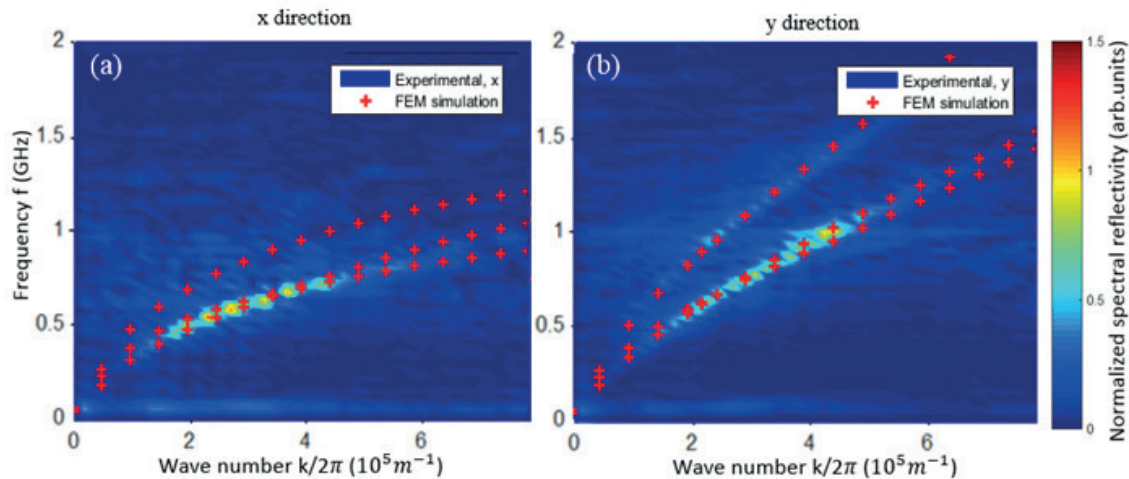 x direction
y direction
(a)
Experimental, x
FEM simulation
(b)
Experimental, y
FEM simulation
2
1.5
1
0.5
0
Frequency f (GHz)
0 2 4 6
Wave number k/2π (10⁵m⁻¹)
2
1.5
1
0.5
0
0 2 4 6
Wave number k/2π (10⁵m⁻¹)
1.5
1
0.5
0
Normalized spectral reflectivity (arb.units)